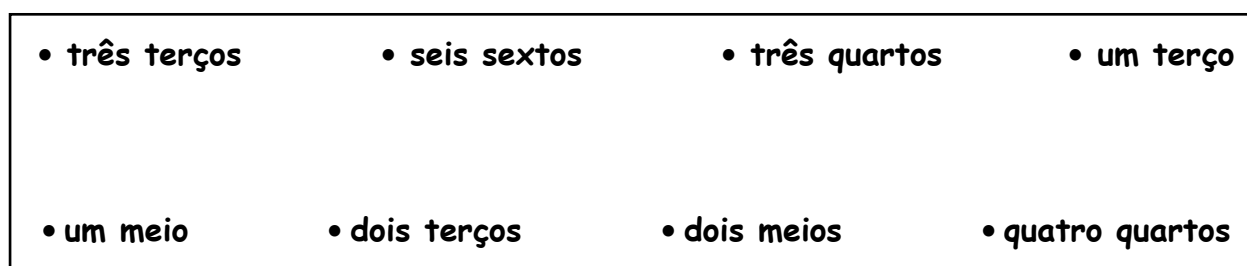 • três terços • seis sextos • três quartos • um terço
• um meio • dois terços • dois meios • quatro quartos